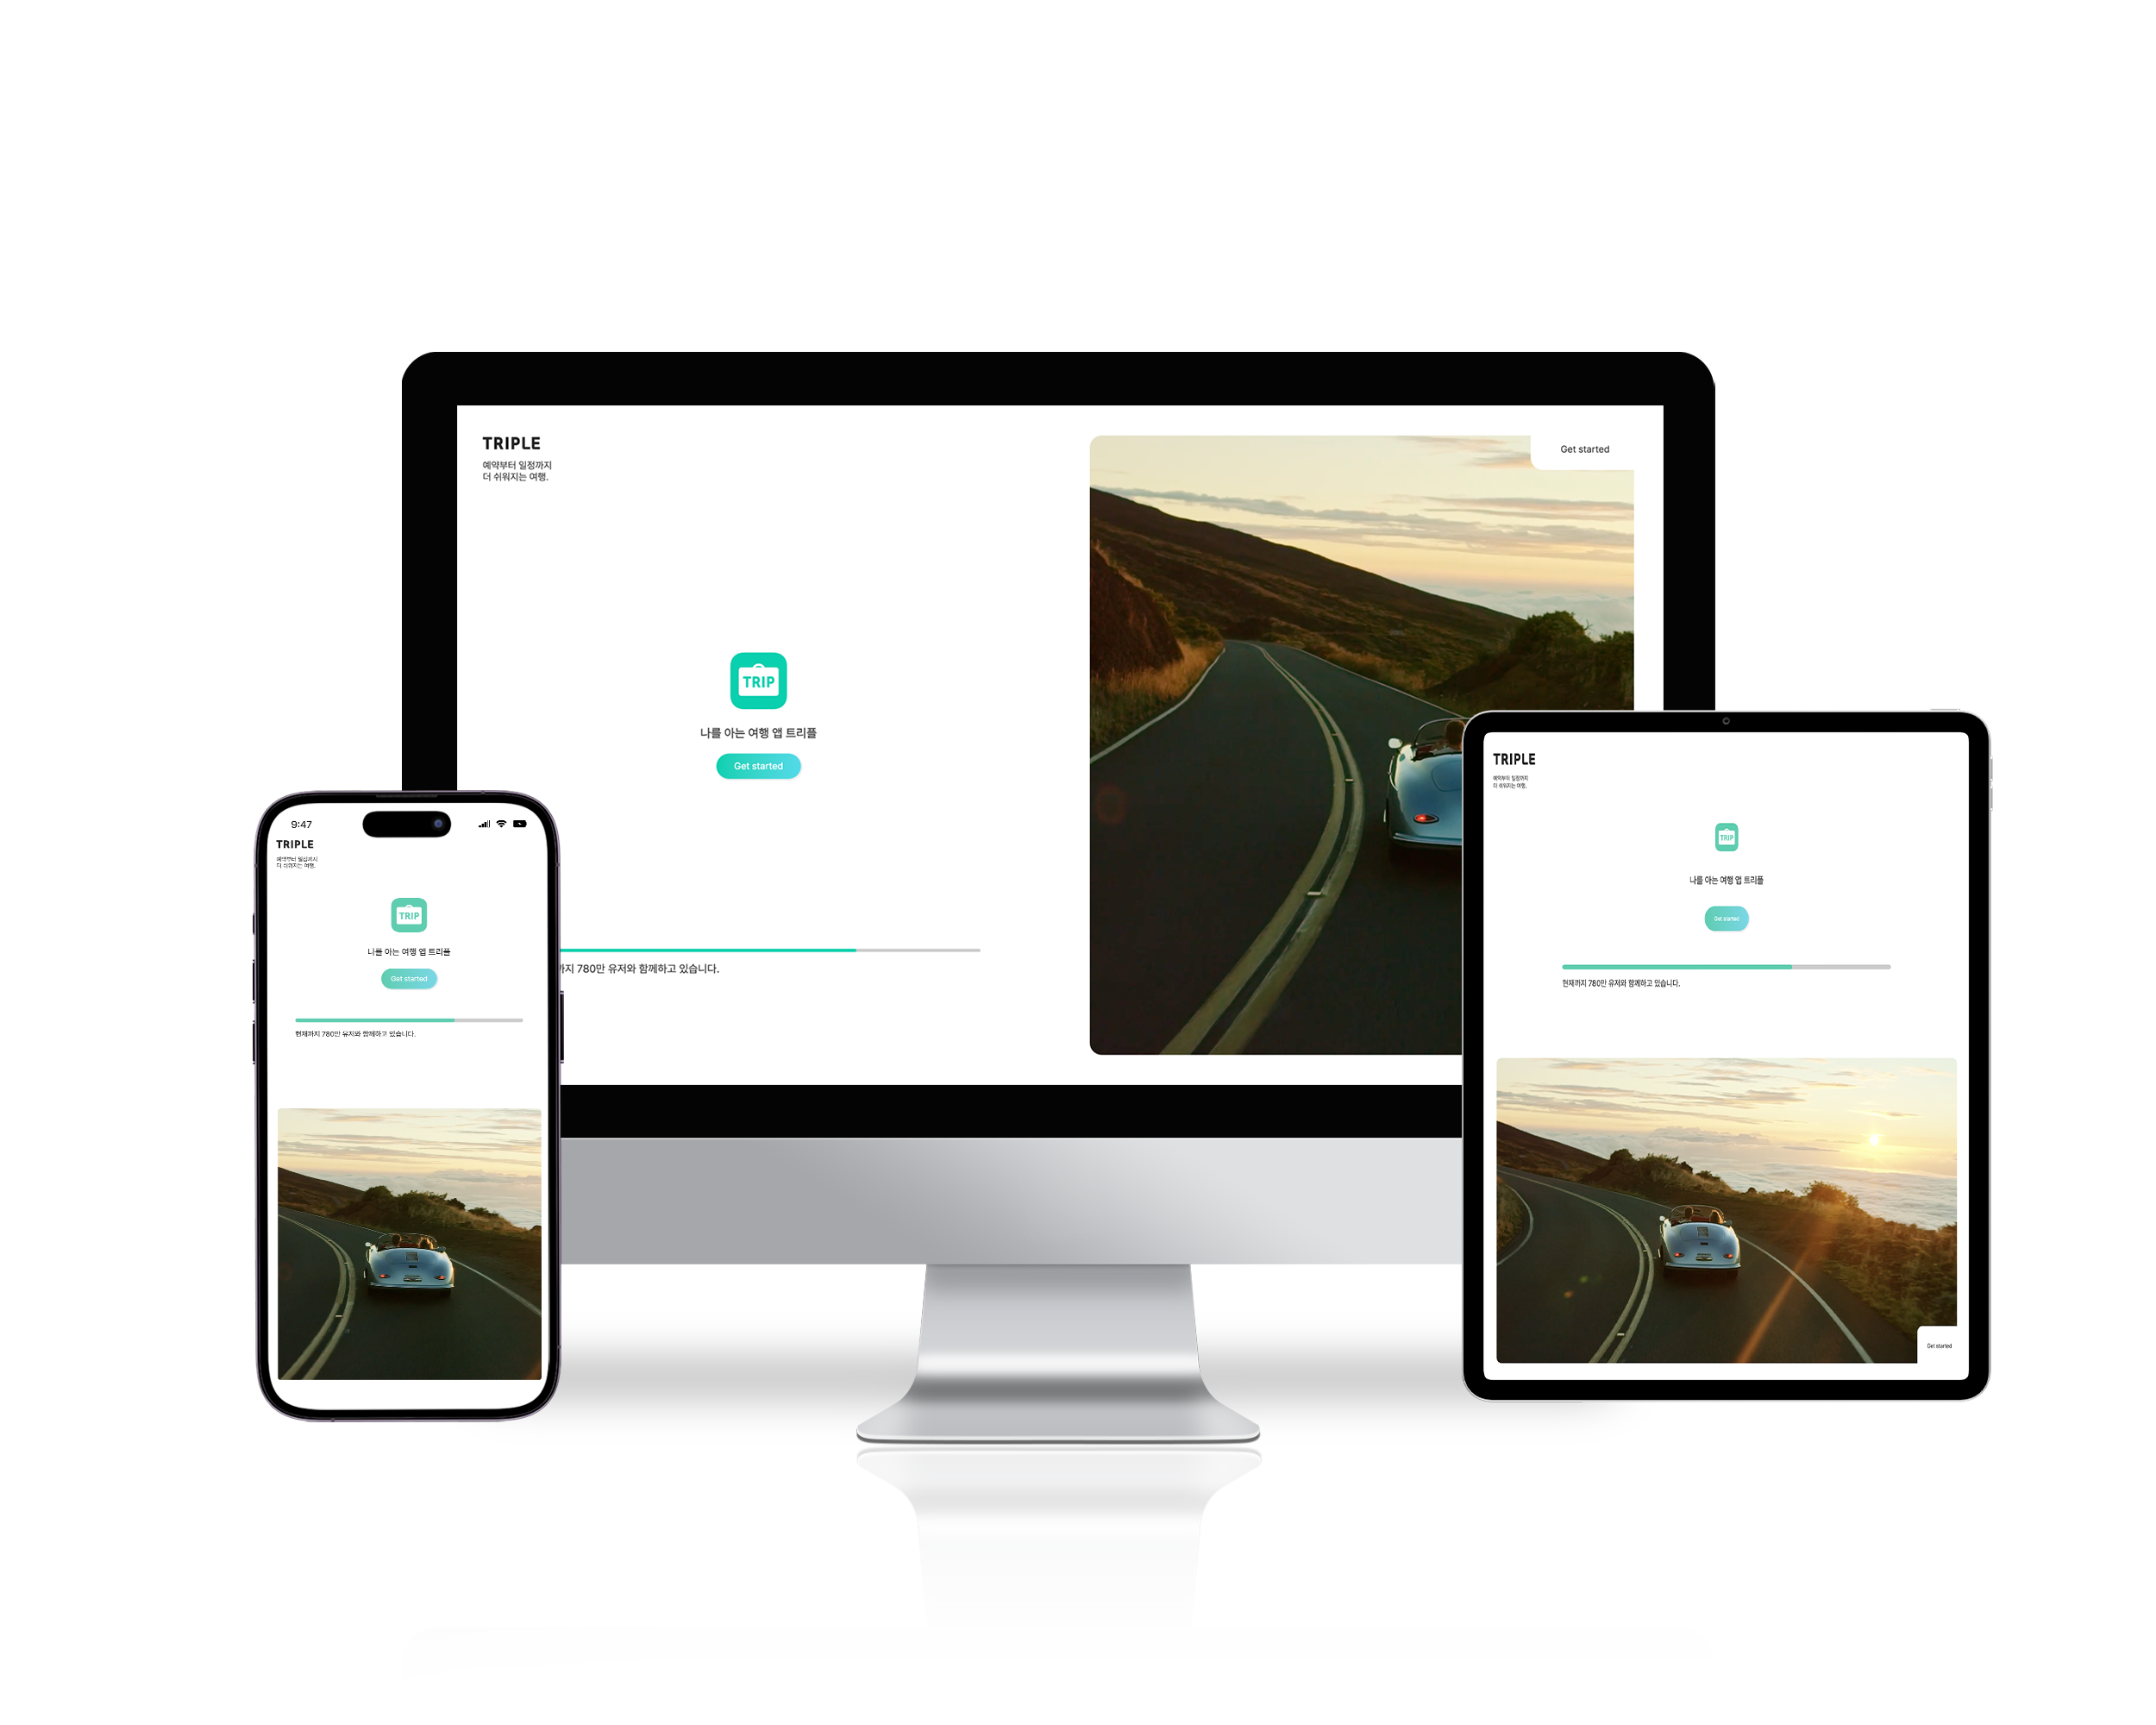 TRIPLE
예약부터 일정까지
더 쉬워지는 여행.
Get started
TRIP
나를 아는 여행 앱 트리플
Get started
까지 780만 유저와 함께하고 있습니다.
9:47
TRIPLE
예약부터 일정까지
더 쉬워지는 여행.
TRIP
나를 아는 여행 앱 트리플
Get started
현재까지 780만 유저와 함께하고 있습니다.
TRIPLE
예약부터 일정까지
더 쉬워지는 여행.
TRIP
나를 아는 여행 앱 트리플
Get started
현재까지 780만 유저와 함께하고 있습니다.
Get started